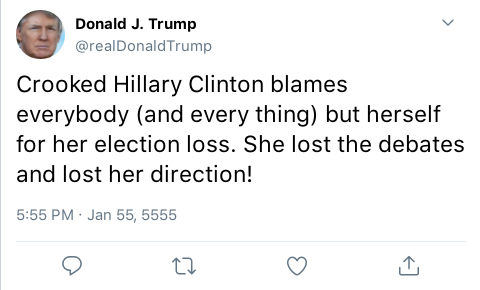 Donald J. Trump
@realDonaldTrump
Crooked Hillary Clinton blames
everybody (and every thing) but herself
for her election loss. She lost the debates
and lost her direction!
5:55 PM · Jan 55, 5555